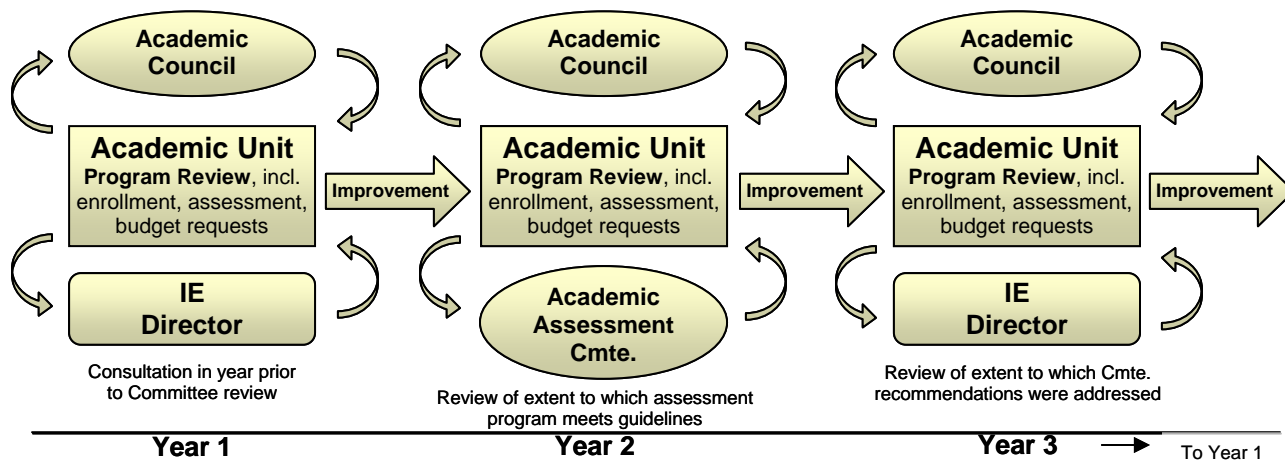 Academic
Council
Academic Unit
Program Review, incl.
enrollment, assessment,
budget requests
IE
Director
Consultation in year prior
to Committee review
Year 1
Improvement
Academic
Council
Academic Unit
Program Review, incl.
enrollment, assessment,
budget requests
Academic
Assessment
Cmte.
Review of extent to which assessment
program meets guidelines
Year 2
Improvement
Academic
Council
Academic Unit
Program Review, incl.
enrollment, assessment,
budget requests
IE
Director
Review of extent to which Cmte.
recommendations were addressed
Year 3
Improvement
To Year 1